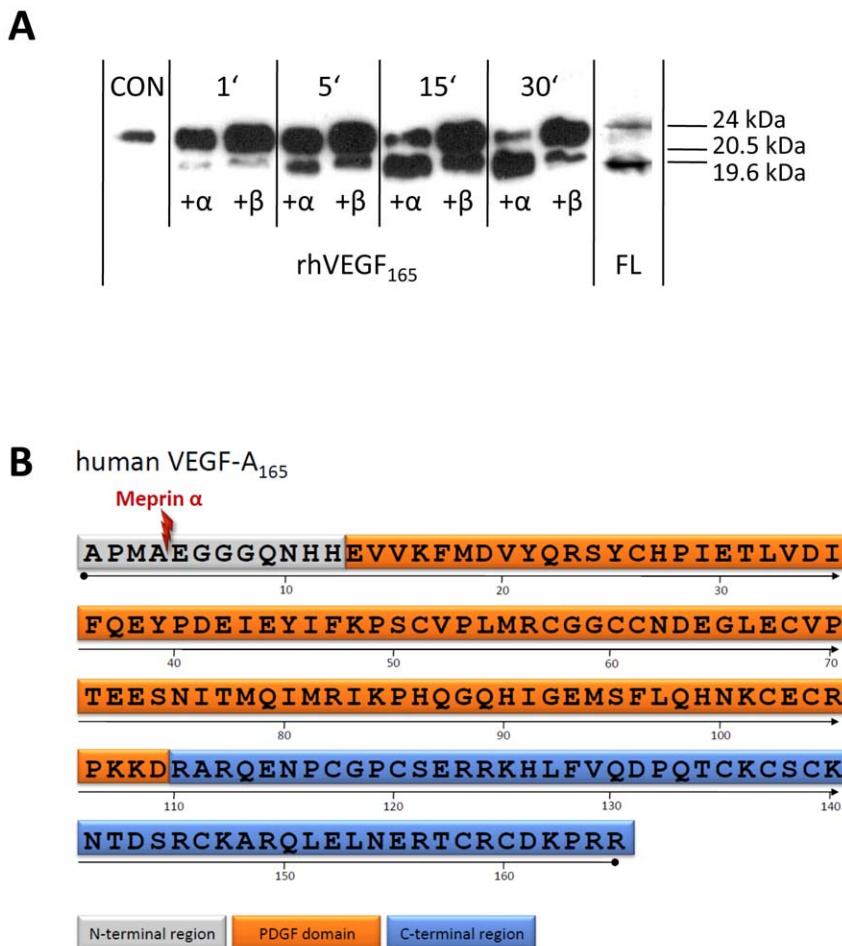 A
CON 1‘ 5‘ 15‘ 30‘
24 kDa
20.5 kDa
19.6 kDa
+α +β +α +β +α +β +α +β
rhVEGF165 FL
B human VEGF-A165
Meprin α
APMAEGGGQNHHEVVKFMDVYQRSYCHPIETLVDI
10 20 30
FQEYPDEIEYIFKPSCVPLMRCGGCCNDEGLECVP
40 50 60 70
TEESNITMQIMRIKPHQGQHIGEMSFLQHNKCECR
80 90 100
PKKDRARQENPCGPCSERRKHLFVQDPQTCKCSCK
110 120 130 140
NTDSRCKARQLELNERTCRCDKPRR
150 160
N-terminal region PDGF domain C-terminal region